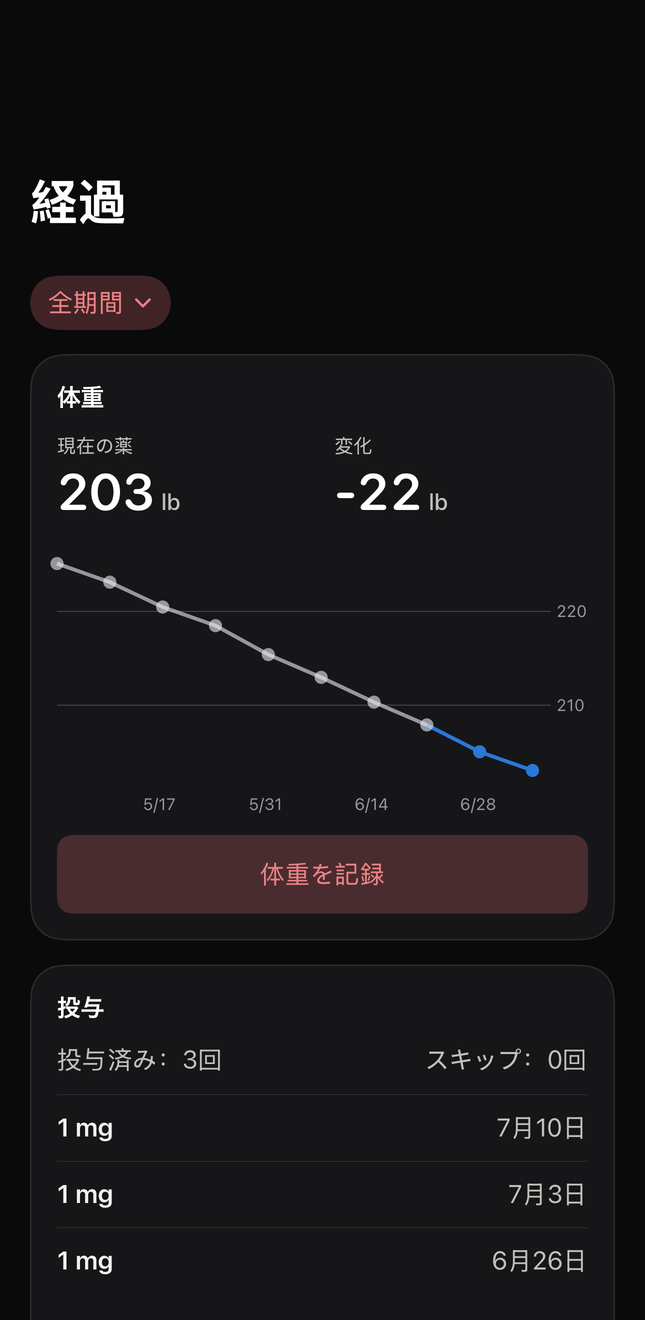 経過
全期間
体重
現在の薬 変化
203 lb -22 lb
220
210
5/17 5/31 6/14 6/28
体重を記録
投与
投与済み: 3回 スキップ: 0回
1 mg 7月10日
1 mg 7月3日
1 mg 6月26日